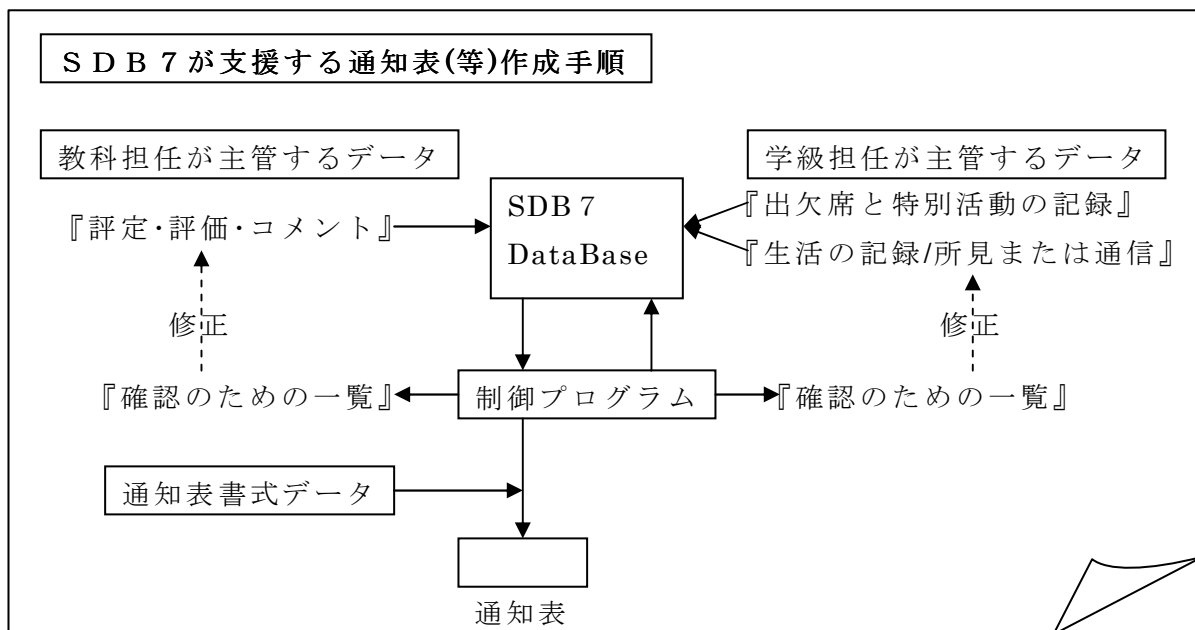 ＳＤＢ７が支援する通知表(等)作成手順
教科担任が主管するデータ
学級担任が主管するデータ
『評定･評価･コメント』
SDB７
DataBase
『出欠席と特別活動の記録』
『生活の記録/所見または通信』
修正
修正
『確認のための一覧』
制御プログラム
『確認のための一覧』
通知表書式データ
通知表